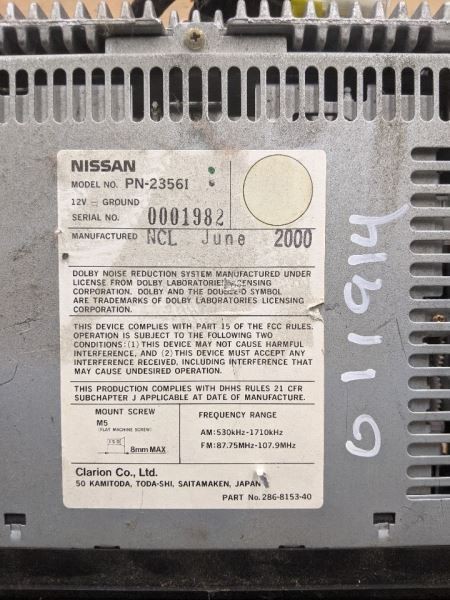 NISSAN
MODEL NO. PN-2356I
12V ⎓ GROUND
SERIAL NO. 0001982
MANUFACTURED NCL June 2000
DOLBY NOISE REDUCTION SYSTEM MANUFACTURED UNDER
LICENSE FROM DOLBY LABORATORIES LICENSING
CORPORATION. DOLBY AND THE DOUBLE-D SYMBOL
ARE TRADEMARKS OF DOLBY LABORATORIES LICENSING
CORPORATION.
THIS DEVICE COMPLIES WITH PART 15 OF THE FCC RULES.
OPERATION IS SUBJECT TO THE FOLLOWING TWO
CONDITIONS: (1) THIS DEVICE MAY NOT CAUSE HARMFUL
INTERFERENCE, AND (2) THIS DEVICE MUST ACCEPT ANY
INTERFERENCE RECEIVED, INCLUDING INTERFERENCE THAT
MAY CAUSE UNDESIRED OPERATION.
THIS PRODUCTION COMPLIES WITH DHHS RULES 21 CFR
SUBCHAPTER J APPLICABLE AT DATE OF MANUFACTURE.
MOUNT SCREW
M5
(FLAT MACHINE SCREW)
8mm MAX
FREQUENCY RANGE
AM: 530kHz-1710kHz
FM: 87.75MHz-107.9MHz
Clarion Co., Ltd.
50 KAMITODA, TODA-SHI, SAITAMAKEN, JAPAN
PART No. 286-8153-40
G11914